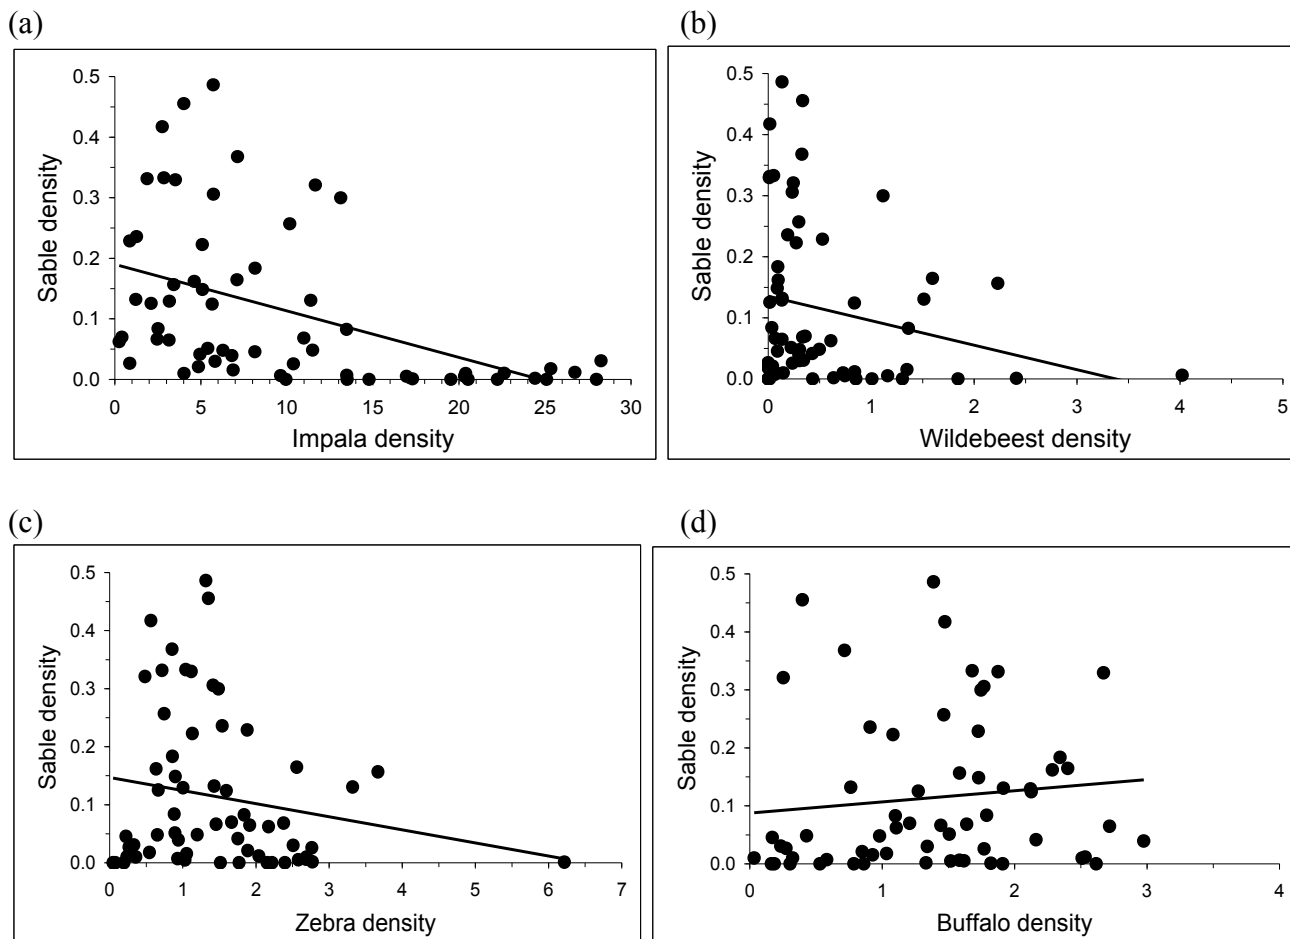 (a)
0.5
0.4
0.3
0.2
0.1
0.0
Sable density
0 5 10 15 20 25 30
Impala density
(b)
0.5
0.4
0.3
0.2
0.1
0.0
Sable density
0 1 2 3 4 5
Wildebeest density
(c)
0.5
0.4
0.3
0.2
0.1
0.0
Sable density
0 1 2 3 4 5 6 7
Zebra density
(d)
0.5
0.4
0.3
0.2
0.1
0.0
Sable density
0 1 2 3 4
Buffalo density